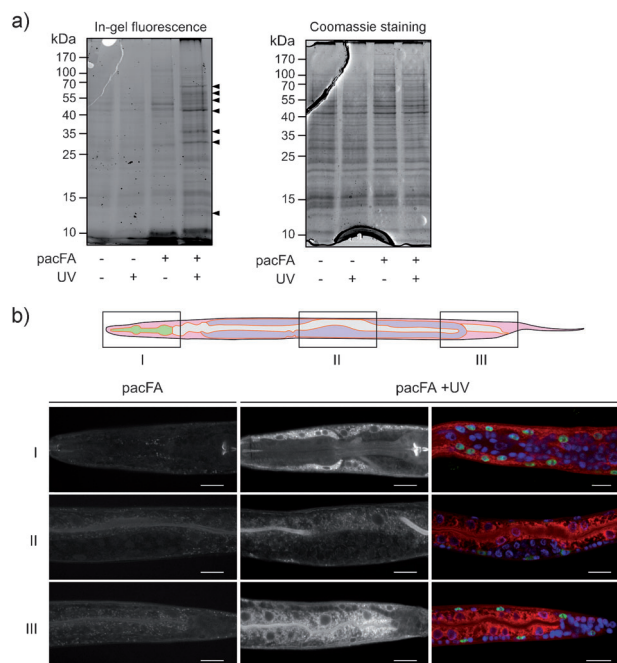 a)
In-gel fluorescence
Coomassie staining
kDa
170
100
70
55
40
35
25
15
10
kDa
170
100
70
55
40
35
25
15
10
pacFA - - + +
UV - + - +
pacFA - - + +
UV - + - +
b)
I II III
pacFA pacFA +UV
I
II
III